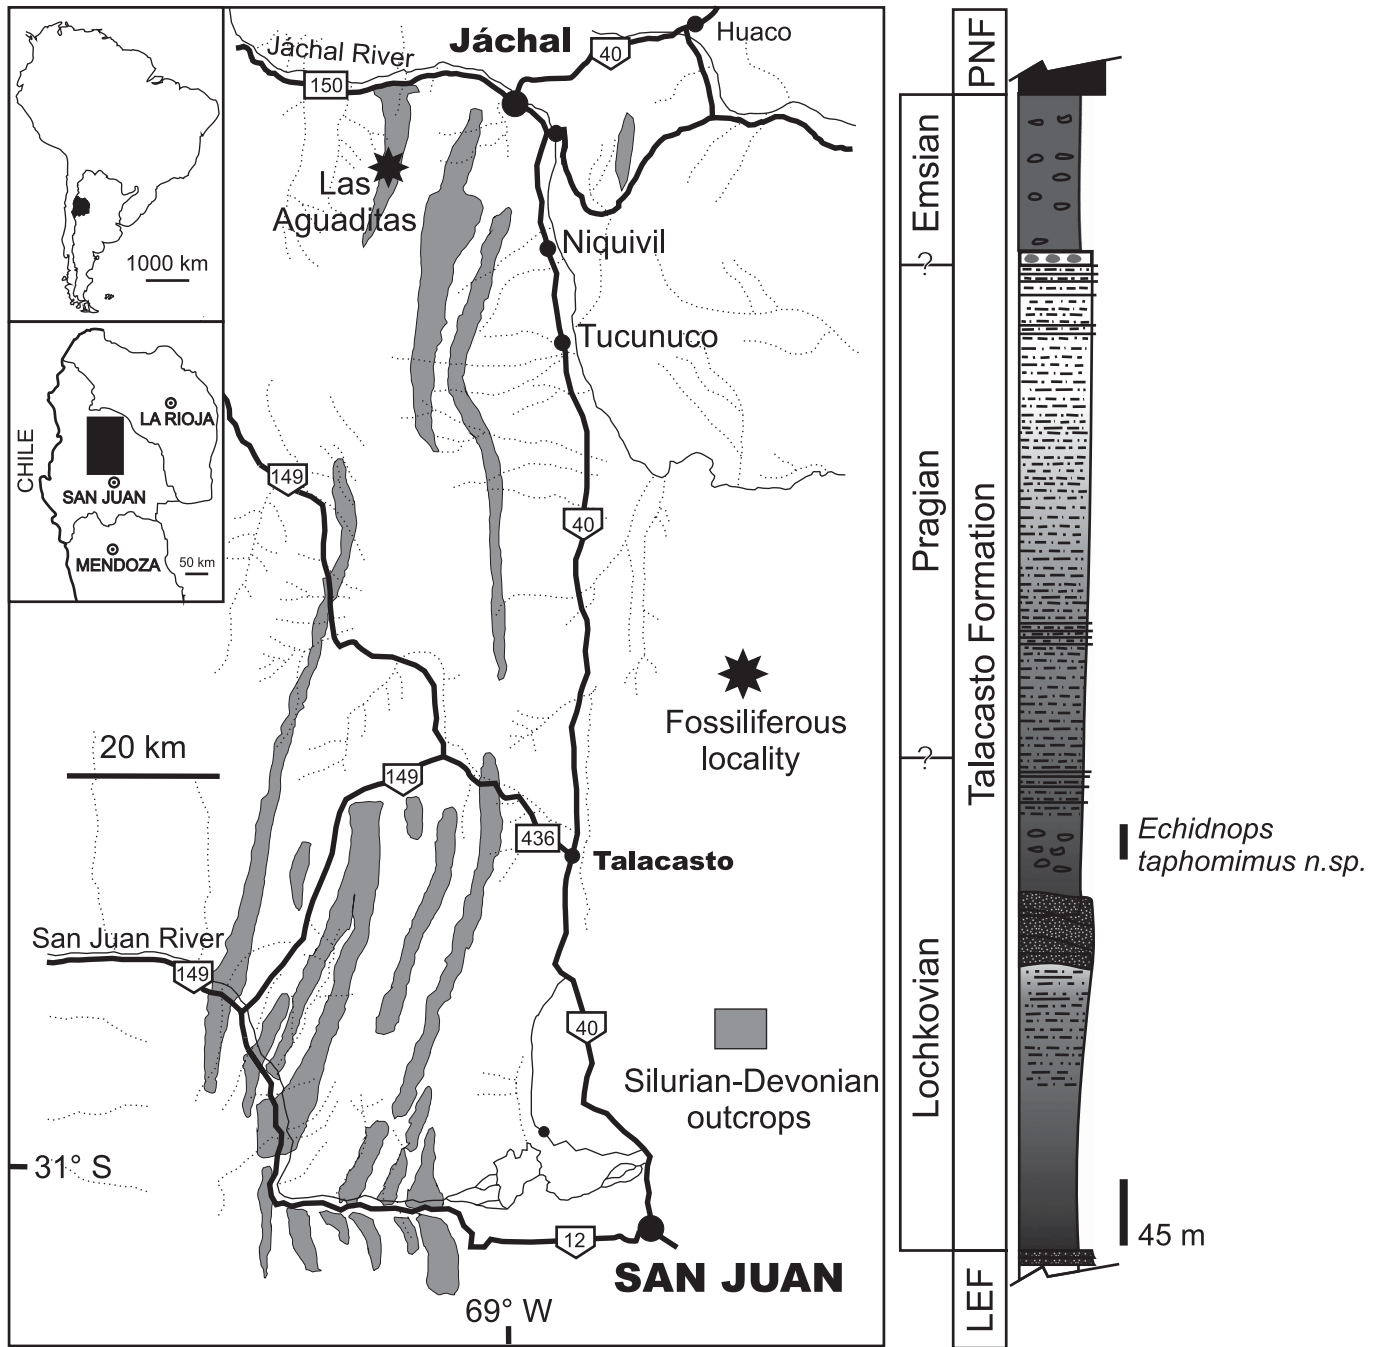 1000 km
CHILE
LA RIOJA
SAN JUAN
MENDOZA
50 km
Jáchal River
Jáchal
Huaco
40
150
Las
Aguaditas
Niquivil
Tucunuco
149
40
Fossiliferous
locality
20 km
149
436
Talacasto
San Juan River
149
40
Silurian-Devonian
outcrops
31° S
12
SAN JUAN
69° W
PNF
Emsian
?
Pragian
?
Lochkovian
Talacasto Formation
LEF
Echidnops
taphomimus n.sp.
45 m